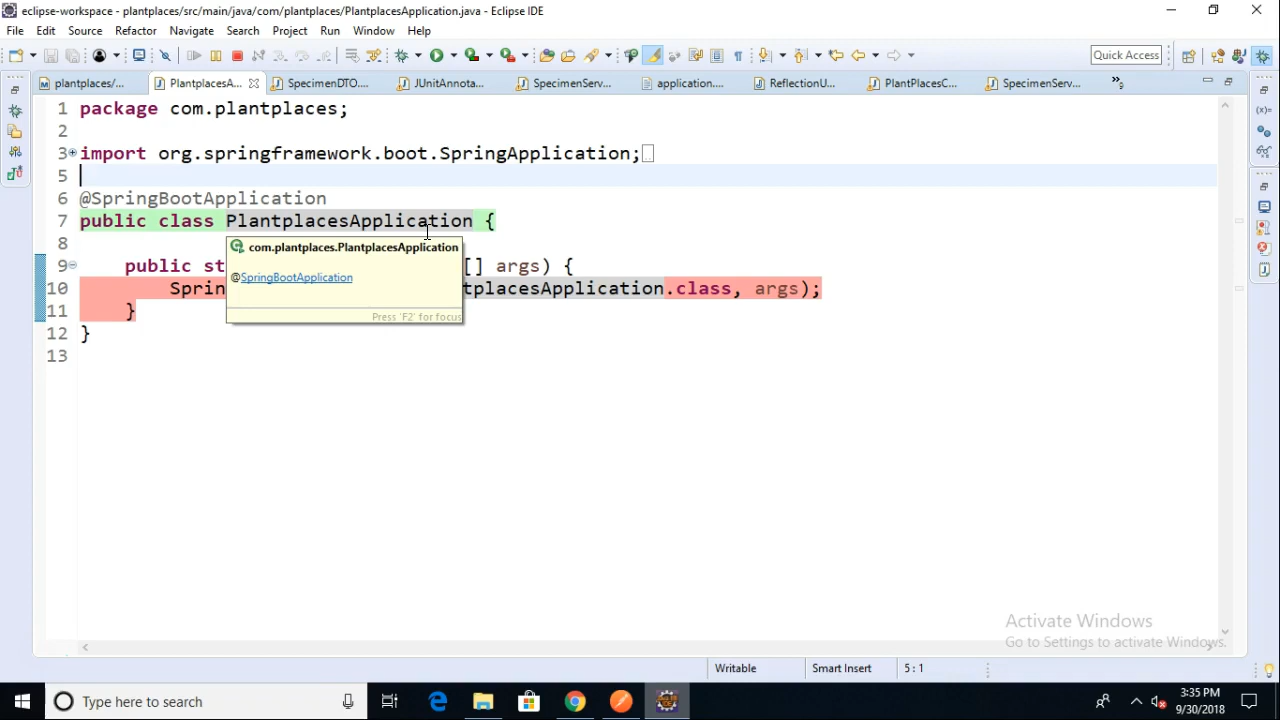 eclipse-workspace - plantplaces/src/main/java/com/plantplaces/PlantplacesApplication.java - Eclipse IDE
File Edit Source Refactor Navigate Search Project Run Window Help
Quick Access
plantplaces/... PlantplacesA... SpecimenDTO.... JUnitAnnota... SpecimenServ... application.... ReflectionU... PlantPlacesC... SpecimenServ...
1 package com.plantplaces;
2
3 import org.springframework.boot.SpringApplication;
5
6 @SpringBootApplication
7 public class PlantplacesApplication {
8
com.plantplaces.PlantplacesApplication
9 public st [] args) {
@SpringBootApplication
10 Sprin tplacesApplication.class, args);
11 }
Press 'F2' for focus
12 }
13
Activate Windows
Go to Settings to activate Windows.
Writable Smart Insert 5 : 1
Type here to search
3:35 PM
9/30/2018